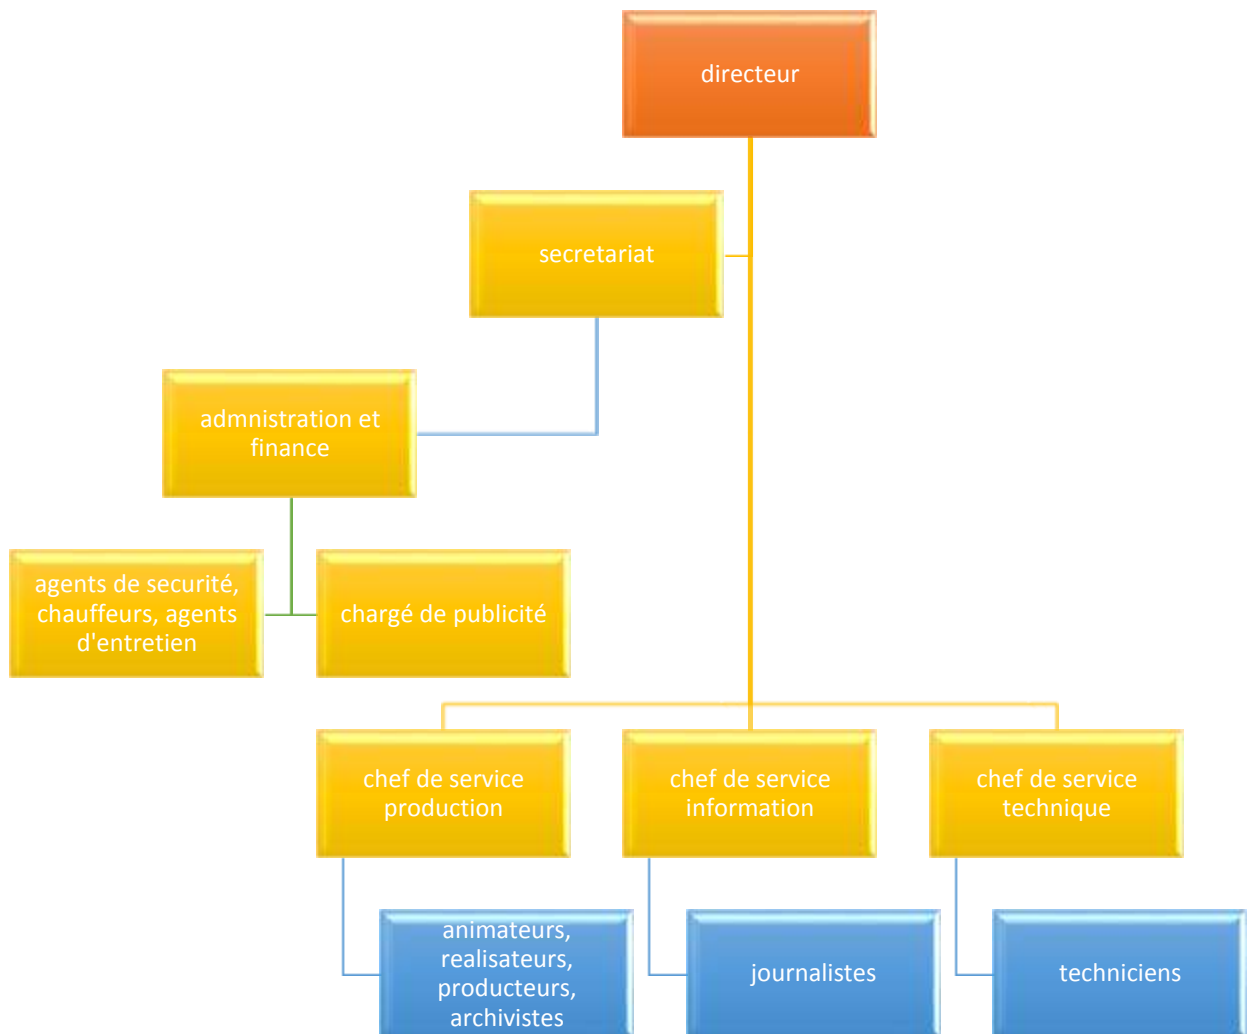 directeur
secretariat
admnistration et
finance
agents de securité,
chauffeurs, agents
d'entretien
chargé de publicité
chef de service
production
chef de service
information
chef de service
technique
animateurs,
realisateurs,
producteurs,
archivistes
journalistes
techniciens